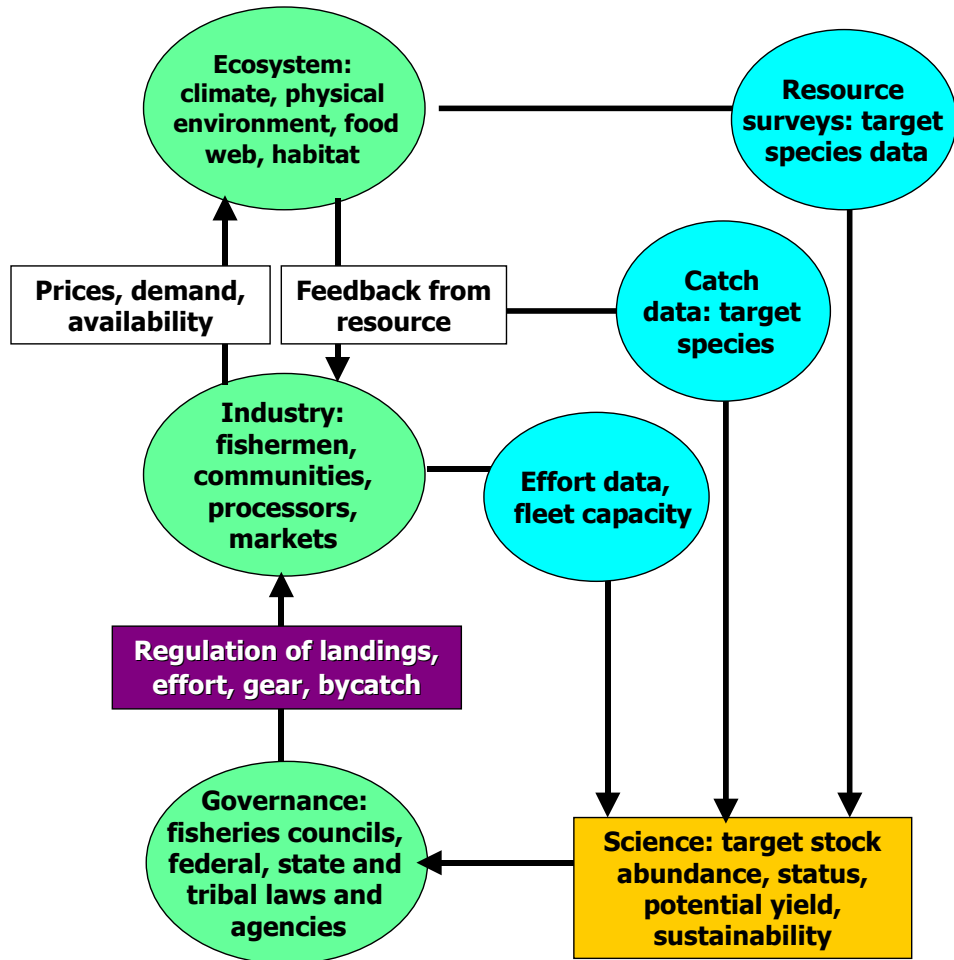 Ecosystem:
climate, physical
environment, food
web, habitat
Resource
surveys: target
species data
Prices, demand,
availability
Feedback from
resource
Catch
data: target
species
Industry:
fishermen,
communities,
processors,
markets
Effort data,
fleet capacity
Regulation of landings,
effort, gear, bycatch
Governance:
fisheries councils,
federal, state and
tribal laws and
agencies
Science: target stock
abundance, status,
potential yield,
sustainability